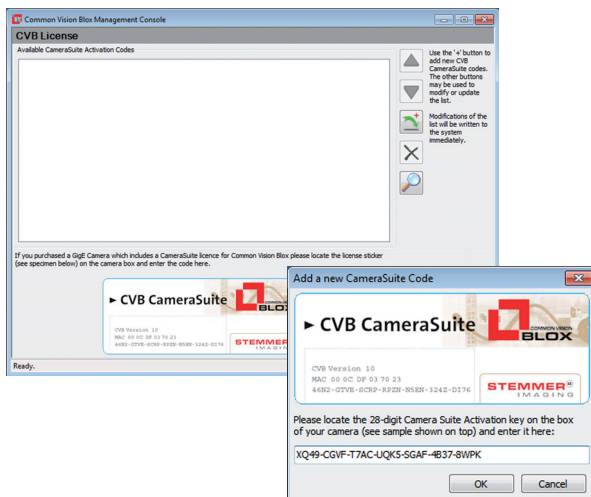 Common Vision Blox Management Console
CVB License
Available CameraSuite Activation Codes
Use the '+' button to
add new CVB
CameraSuite codes.
The other buttons
may be used to
modify or update
the list.
Modifications of the
list will be written to
the system
immediately.
If you purchased a GigE Camera which includes a CameraSuite licence for Common Vision Blox please locate the license sticker
(see specimen below) on the camera box and enter the code here.
CVB CameraSuite
BLO
CVB Version 10
MAC 00 0C DF 03 70 23
46N2-GTVE-SCRP-RPZN-N5EN-324Z-DI76
STEMMER
IMAGIN
Ready.
Add a new CameraSuite Code
CVB CameraSuite
COMMON VISION
BLOX
CVB Version 10
MAC 00 0C DF 03 70 23
46N2-GTVE-SCRP-RPZN-N5EN-324Z-DI76
STEMMER®
IMAGING
Please locate the 28-digit Camera Suite Activation key on the box
of your camera (see sample shown on top) and enter it here:
XQ49-CGVF-T7AC-UQK5-SGAF-4B37-8WPK
OK
Cancel